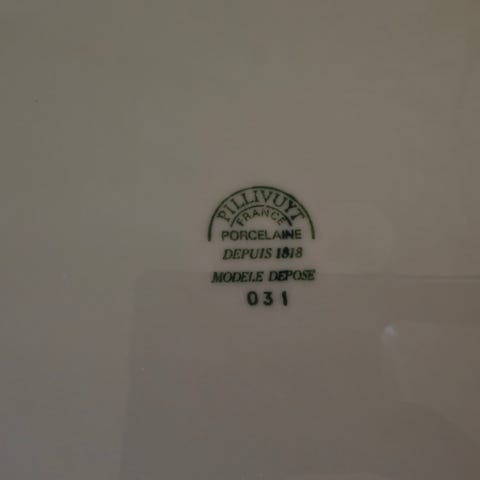 PILLIVUYT
FRANCE
PORCELAINE
DEPUIS 1818
MODELE DEPOSE
031